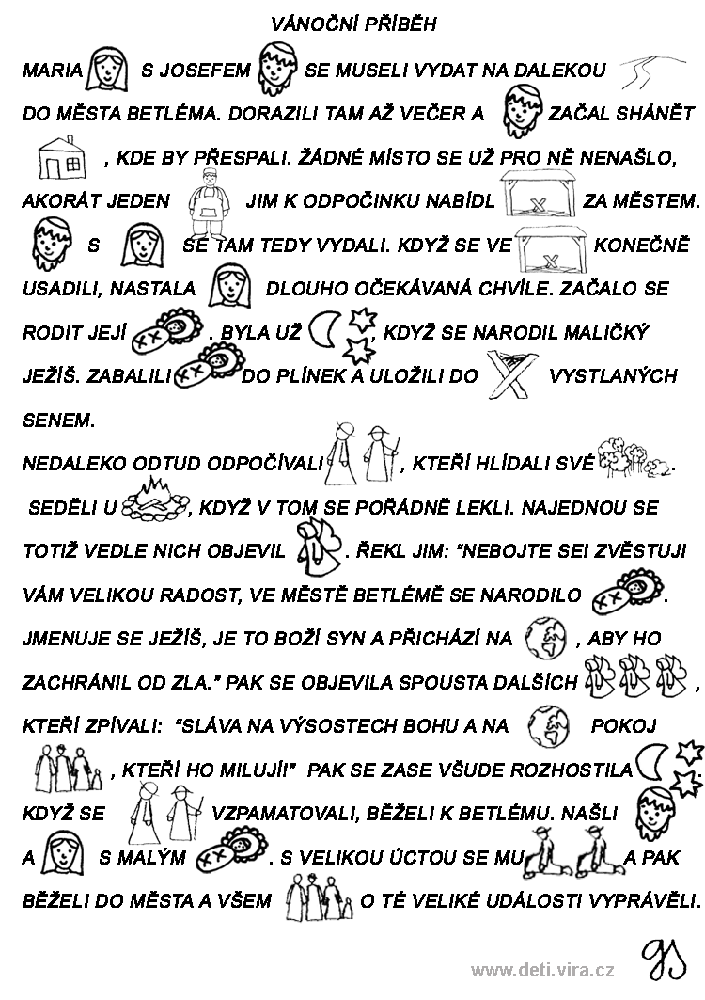 VÁNOČNÍ PŘÍBĚH
MARIA S JOSEFEM SE MUSELI VYDAT NA DALEKOU
DO MĚSTA BETLÉMA. DORAZILI TAM AŽ VEČER A ZAČAL SHÁNĚT
, KDE BY PŘESPALI. ŽÁDNÉ MÍSTO SE UŽ PRO NĚ NENAŠLO,
AKORÁT JEDEN JIM K ODPOČINKU NABÍDL ZA MĚSTEM.
S SE TAM TEDY VYDALI. KDYŽ SE VE KONEČNĚ
USADILI, NASTALA DLOUHO OČEKÁVANÁ CHVÍLE. ZAČALO SE
RODIT JEJÍ . BYLA UŽ , KDYŽ SE NARODIL MALIČKÝ
JEŽÍŠ. ZABALILI DO PLÍNEK A ULOŽILI DO VYSTLANÝCH
SENEM.
NEDALEKO ODTUD ODPOČÍVALI , KTEŘÍ HLÍDALI SVÉ .
SEDĚLI U , KDYŽ V TOM SE POŘÁDNĚ LEKLI. NAJEDNOU SE
TOTIŽ VEDLE NICH OBJEVIL . ŘEKL JIM: "NEBOJTE SE! ZVĚSTUJI
VÁM VELIKOU RADOST, VE MĚSTĚ BETLÉMĚ SE NARODILO .
JMENUJE SE JEŽÍŠ, JE TO BOŽÍ SYN A PŘICHÁZÍ NA , ABY HO
ZACHRÁNIL OD ZLA." PAK SE OBJEVILA SPOUSTA DALŠÍCH ,
KTEŘÍ ZPÍVALI: "SLÁVA NA VÝSOSTECH BOHU A NA POKOJ
, KTEŘÍ HO MILUJÍ!" PAK SE ZASE VŠUDE ROZHOSTILA .
KDYŽ SE VZPAMATOVALI, BĚŽELI K BETLÉMU. NAŠLI
A S MALÝM . S VELIKOU ÚCTOU SE MU A PAK
BĚŽELI DO MĚSTA A VŠEM O TÉ VELIKÉ UDÁLOSTI VYPRÁVĚLI.
www.deti.vira.cz